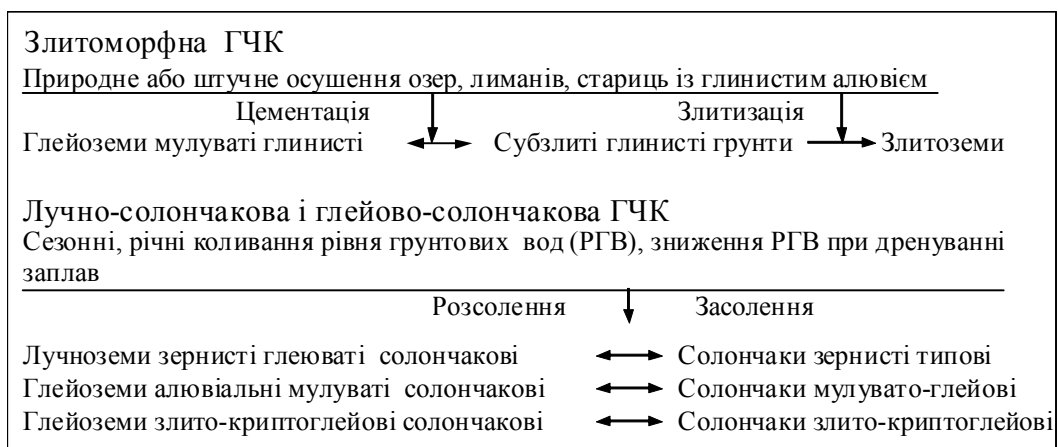 Злитоморфна ГЧК
Природне або штучне осушення озер, лиманів, стариць із глинистим алювієм
Цементація Злитизація
Глейоземи мулуваті глинисті Субзлиті глинисті грунти Злитоземи
Лучно-солончакова і глейово-солончакова ГЧК
Сезонні, річні коливання рівня грунтових вод (РГВ), зниження РГВ при дренуванні
заплав
Розсолення Засолення
Лучноземи зернисті глеюваті солончакові Солончаки зернисті типові
Глейоземи алювіальні мулуваті солончакові Солончаки мулувато-глейові
Глейоземи злито-криптоглейові солончакові Солончаки злито-криптоглейові